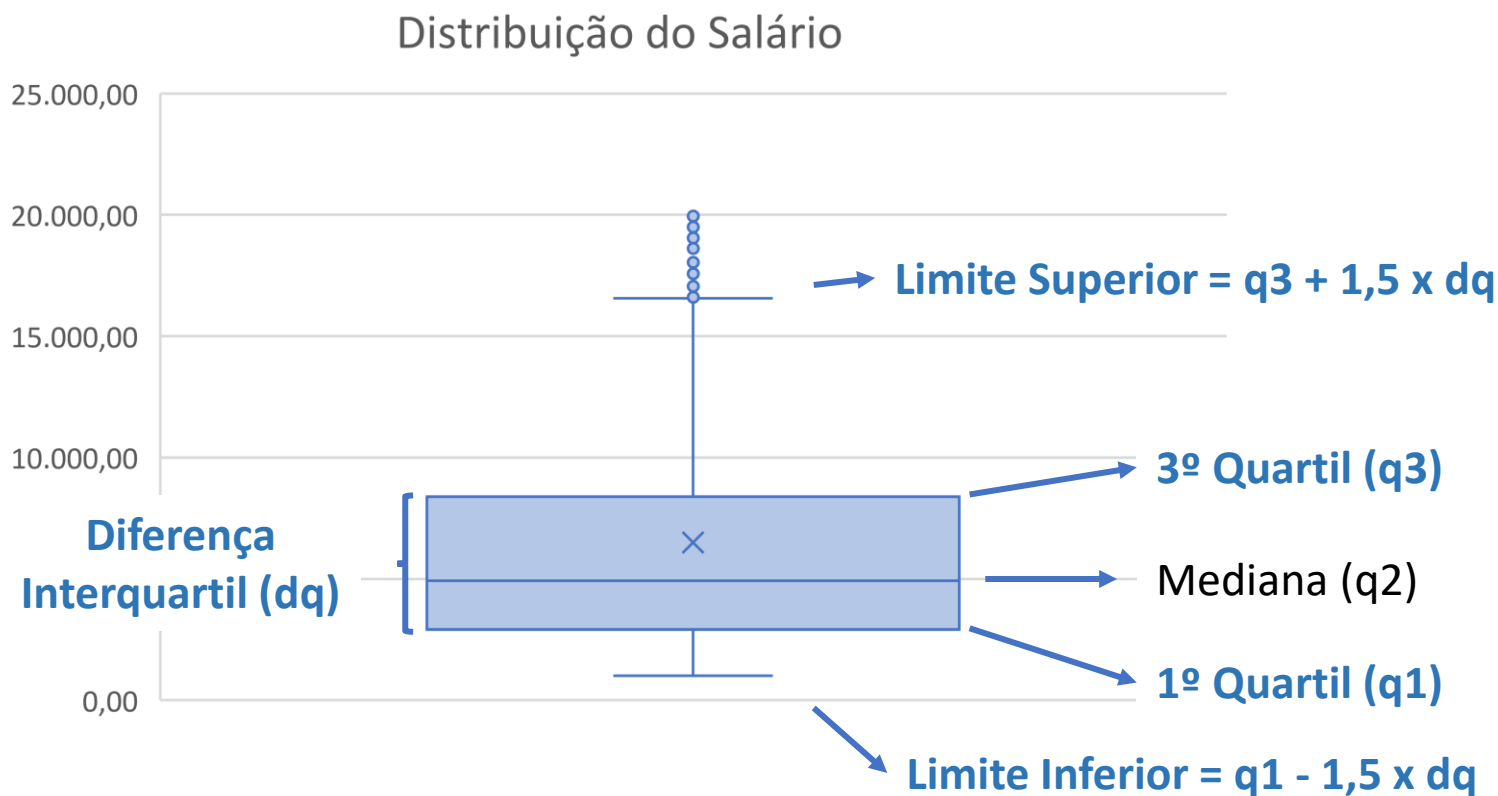 Distribuição do Salário
25.000,00
20.000,00
Limite Superior = q3 + 1,5 x dq
15.000,00
10.000,00
3º Quartil (q3)
Diferença
Interquartil (dq)
Mediana (q2)
1º Quartil (q1)
0,00
Limite Inferior = q1 - 1,5 x dq